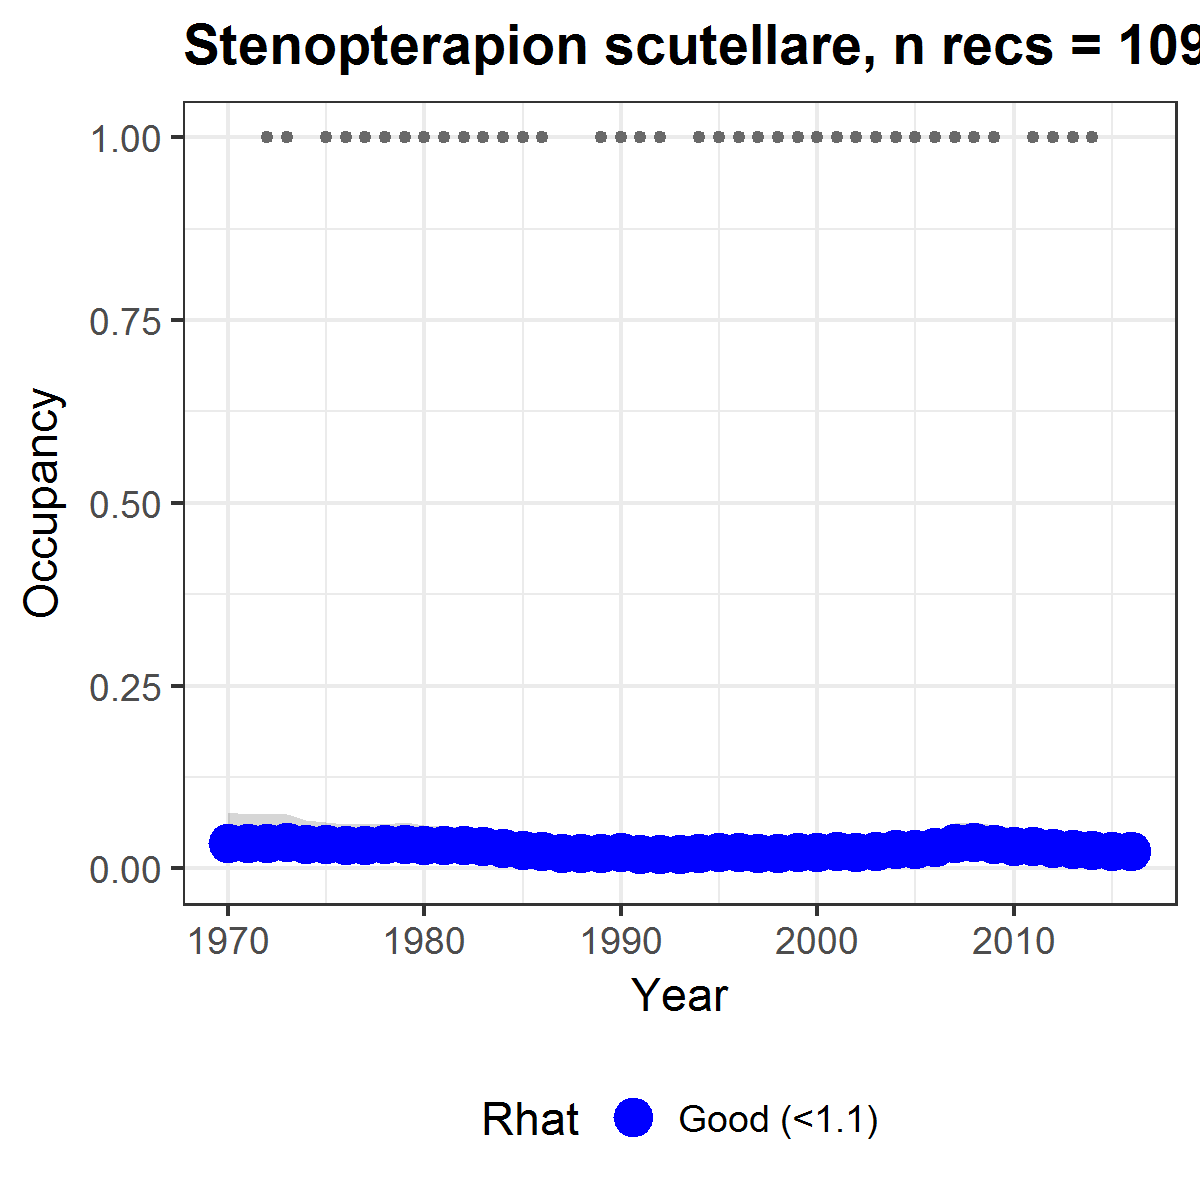 Stenopterapion scutellare, n recs = 109
1.00
0.75
0.50
0.25
0.00
Occupancy
1970 1980 1990 2000 2010
Year
Rhat Good (<1.1)